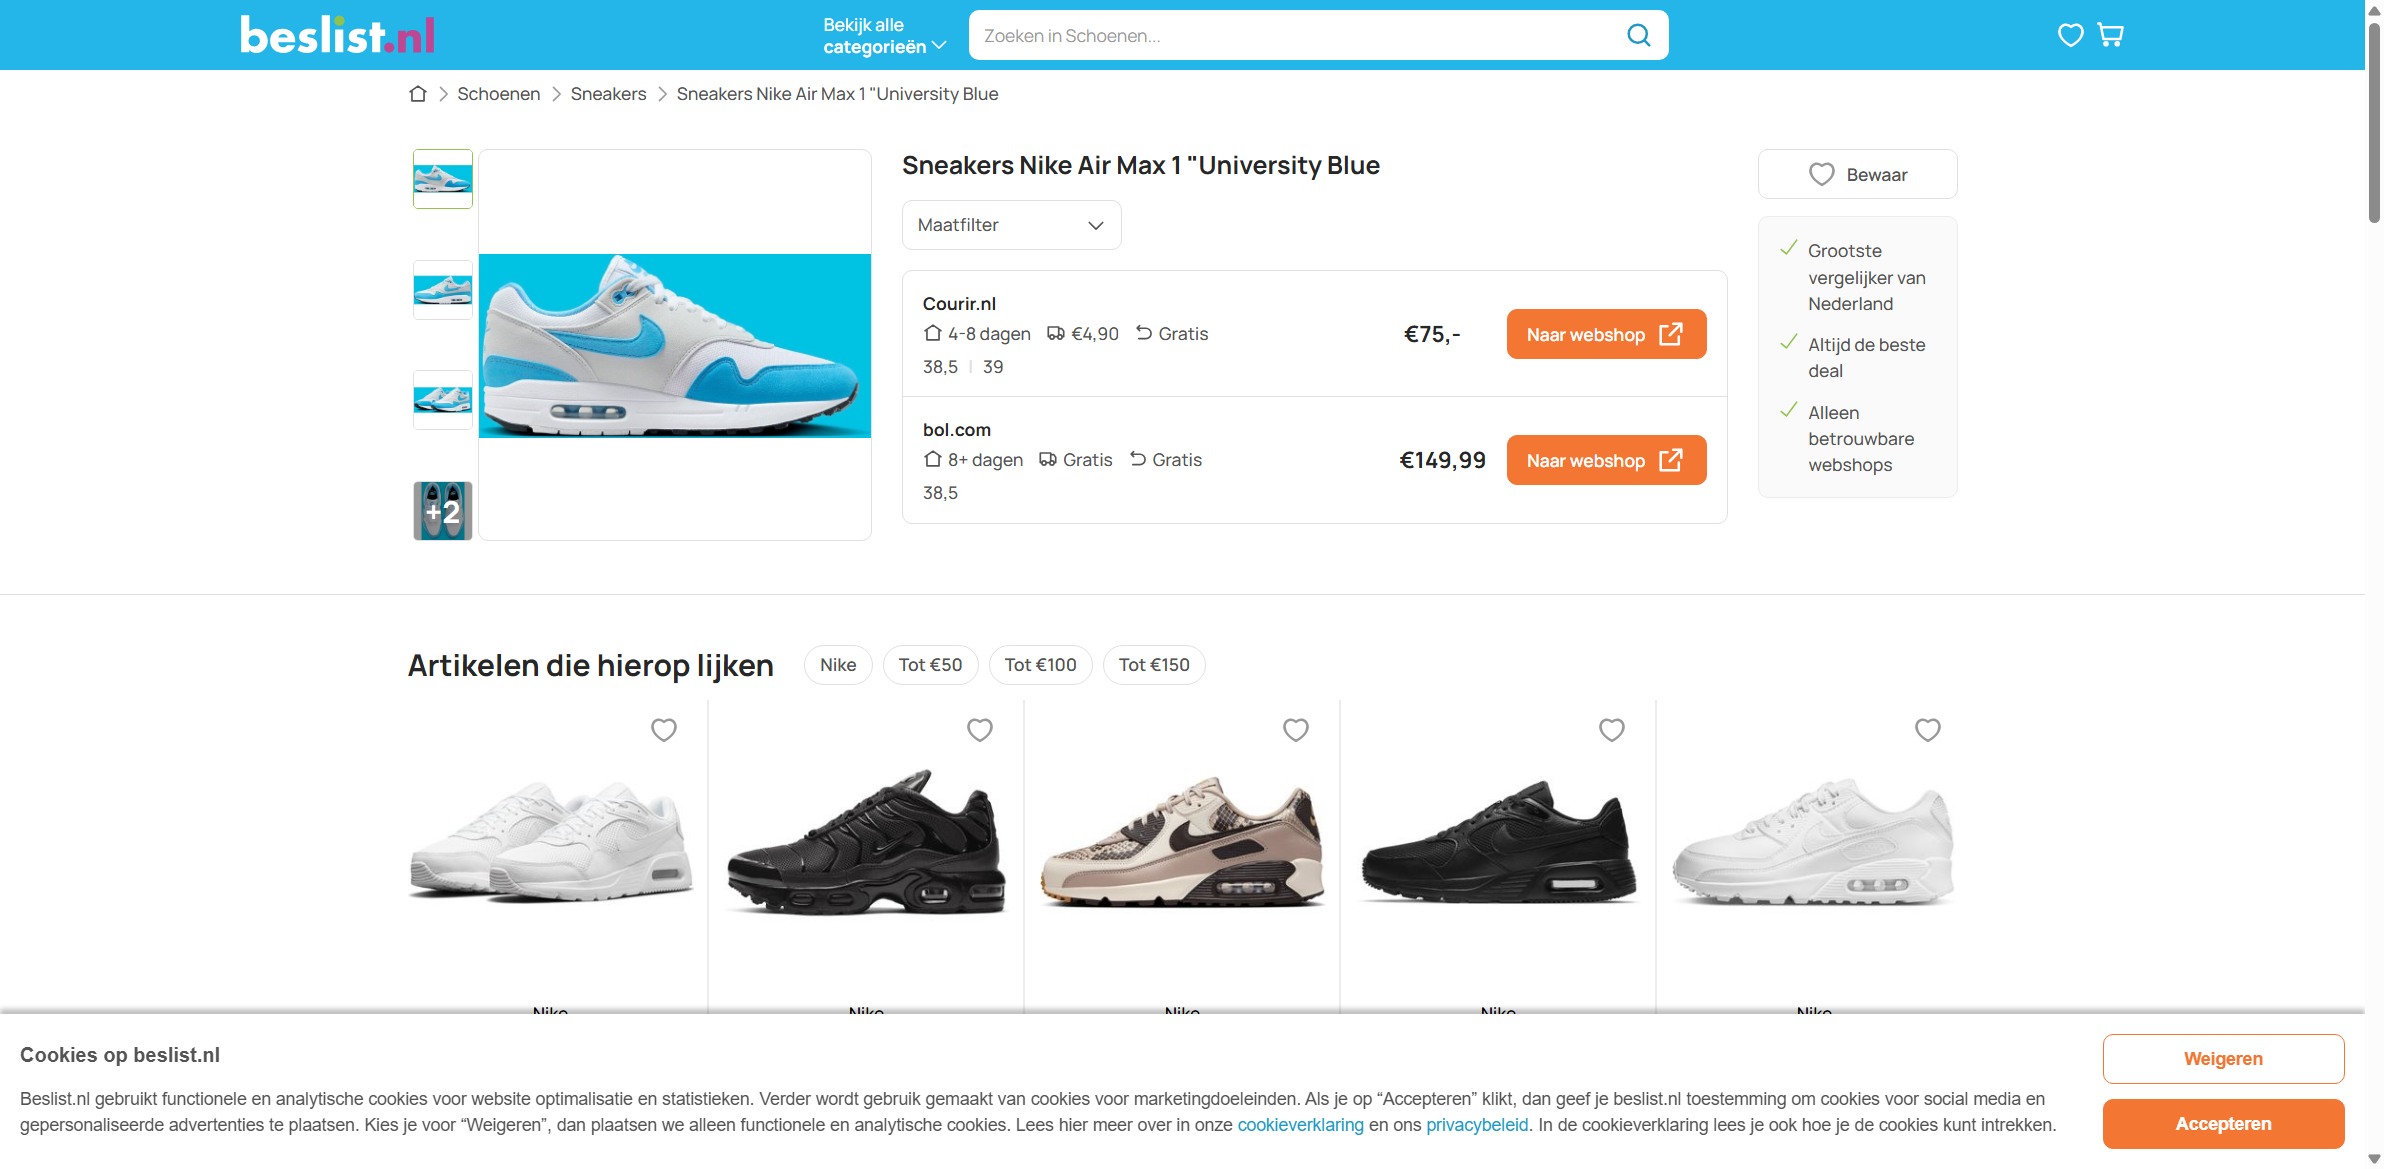 beslist.nl
Bekijk alle
categorieën
Zoeken in Schoenen...
Schoenen
Sneakers
Sneakers Nike Air Max 1 "University Blue
+2
Sneakers Nike Air Max 1 "University Blue
Maatfilter
Courir.nl
4-8 dagen €4,90 Gratis
38,5 | 39
€75,-
Naar webshop
bol.com
8+ dagen Gratis Gratis
38,5
€149,99
Naar webshop
Bewaar
Grootste
vergelijker van
Nederland
Altijd de beste
deal
Alleen
betrouwbare
webshops
Artikelen die hierop lijken
Nike
Tot €50
Tot €100
Tot €150
Nike
Nike
Nike
Nike
Nike
Cookies op beslist.nl
Beslist.nl gebruikt functionele en analytische cookies voor website optimalisatie en statistieken. Verder wordt gebruik gemaakt van cookies voor marketingdoeleinden. Als je op “Accepteren” klikt, dan geef je beslist.nl toestemming om cookies voor social media en
gepersonaliseerde advertenties te plaatsen. Kies je voor “Weigeren”, dan plaatsen we alleen functionele en analytische cookies. Lees hier meer over in onze cookieverklaring en ons privacybeleid. In de cookieverklaring lees je ook hoe je de cookies kunt intrekken.
Weigeren
Accepteren